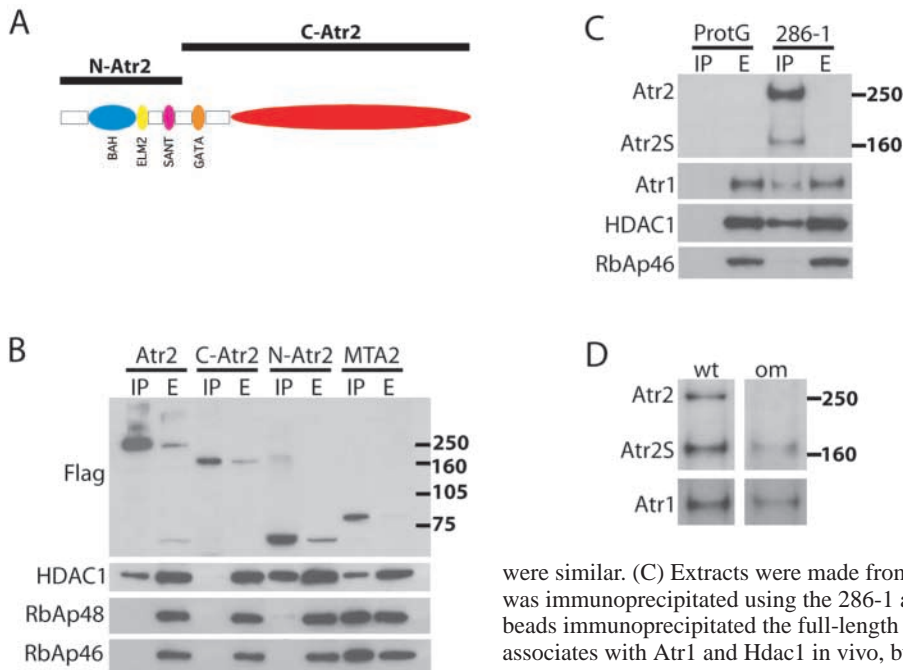 A
C-Atr2
N-Atr2
BAH
ELM2
SANT
GATA
B
Atr2 C-Atr2 N-Atr2 MTA2
IP E IP E IP E IP E
Flag
250
160
105
75
HDAC1
RbAp48
RbAp46
C
ProtG 286-1
IP E IP E
Atr2
250
Atr2S
160
Atr1
HDAC1
RbAp46
D
wt om
Atr2
250
Atr2S
160
Atr1
were similar. (C) Extracts were made from
was immunoprecipitated using the 286-1 a
beads immunoprecipitated the full-length
associates with Atr1 and Hdac1 in vivo, b